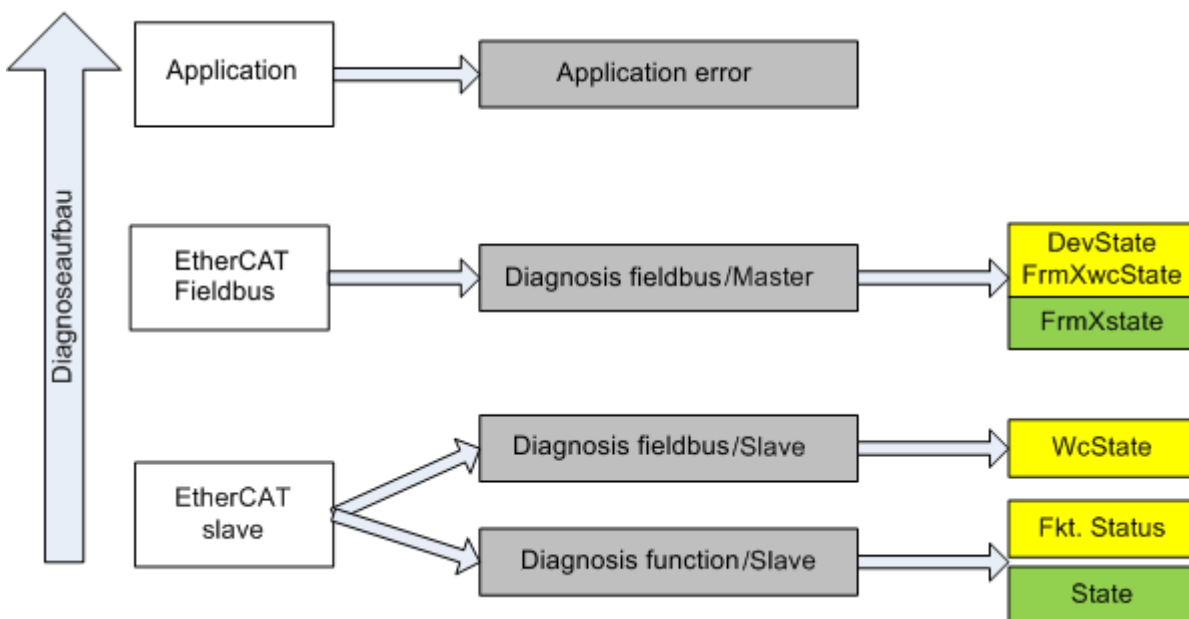 Diagnoseaufbau
Application
Application error
EtherCAT
Fieldbus
Diagnosis fieldbus/Master
DevState
FrmXwcState
FrmXstate
EtherCAT
slave
Diagnosis fieldbus/Slave
WcState
Diagnosis function/Slave
Fkt. Status
State